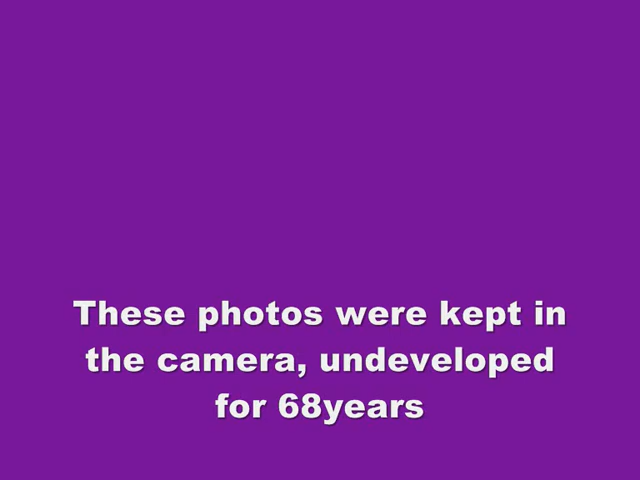 These photos were kept in
the camera, undeveloped
for 68years